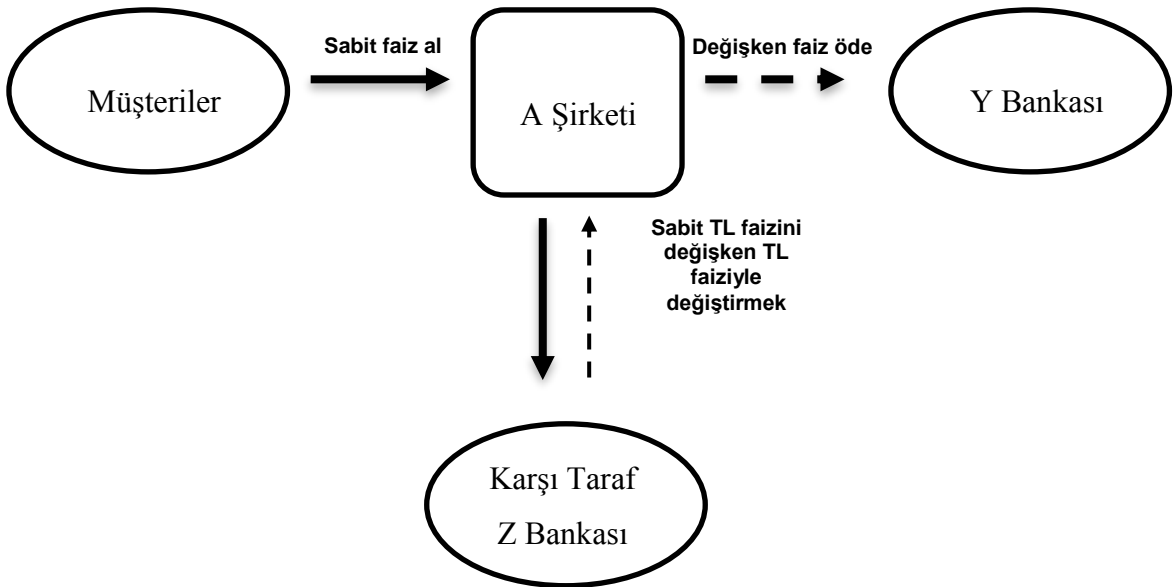 Sabit faiz al
Değişken faiz öde
Müşteriler
A Şirketi
Y Bankası
Sabit TL faizini
değişken TL
faiziyle
değiştirmek
Karşı Taraf
Z Bankası